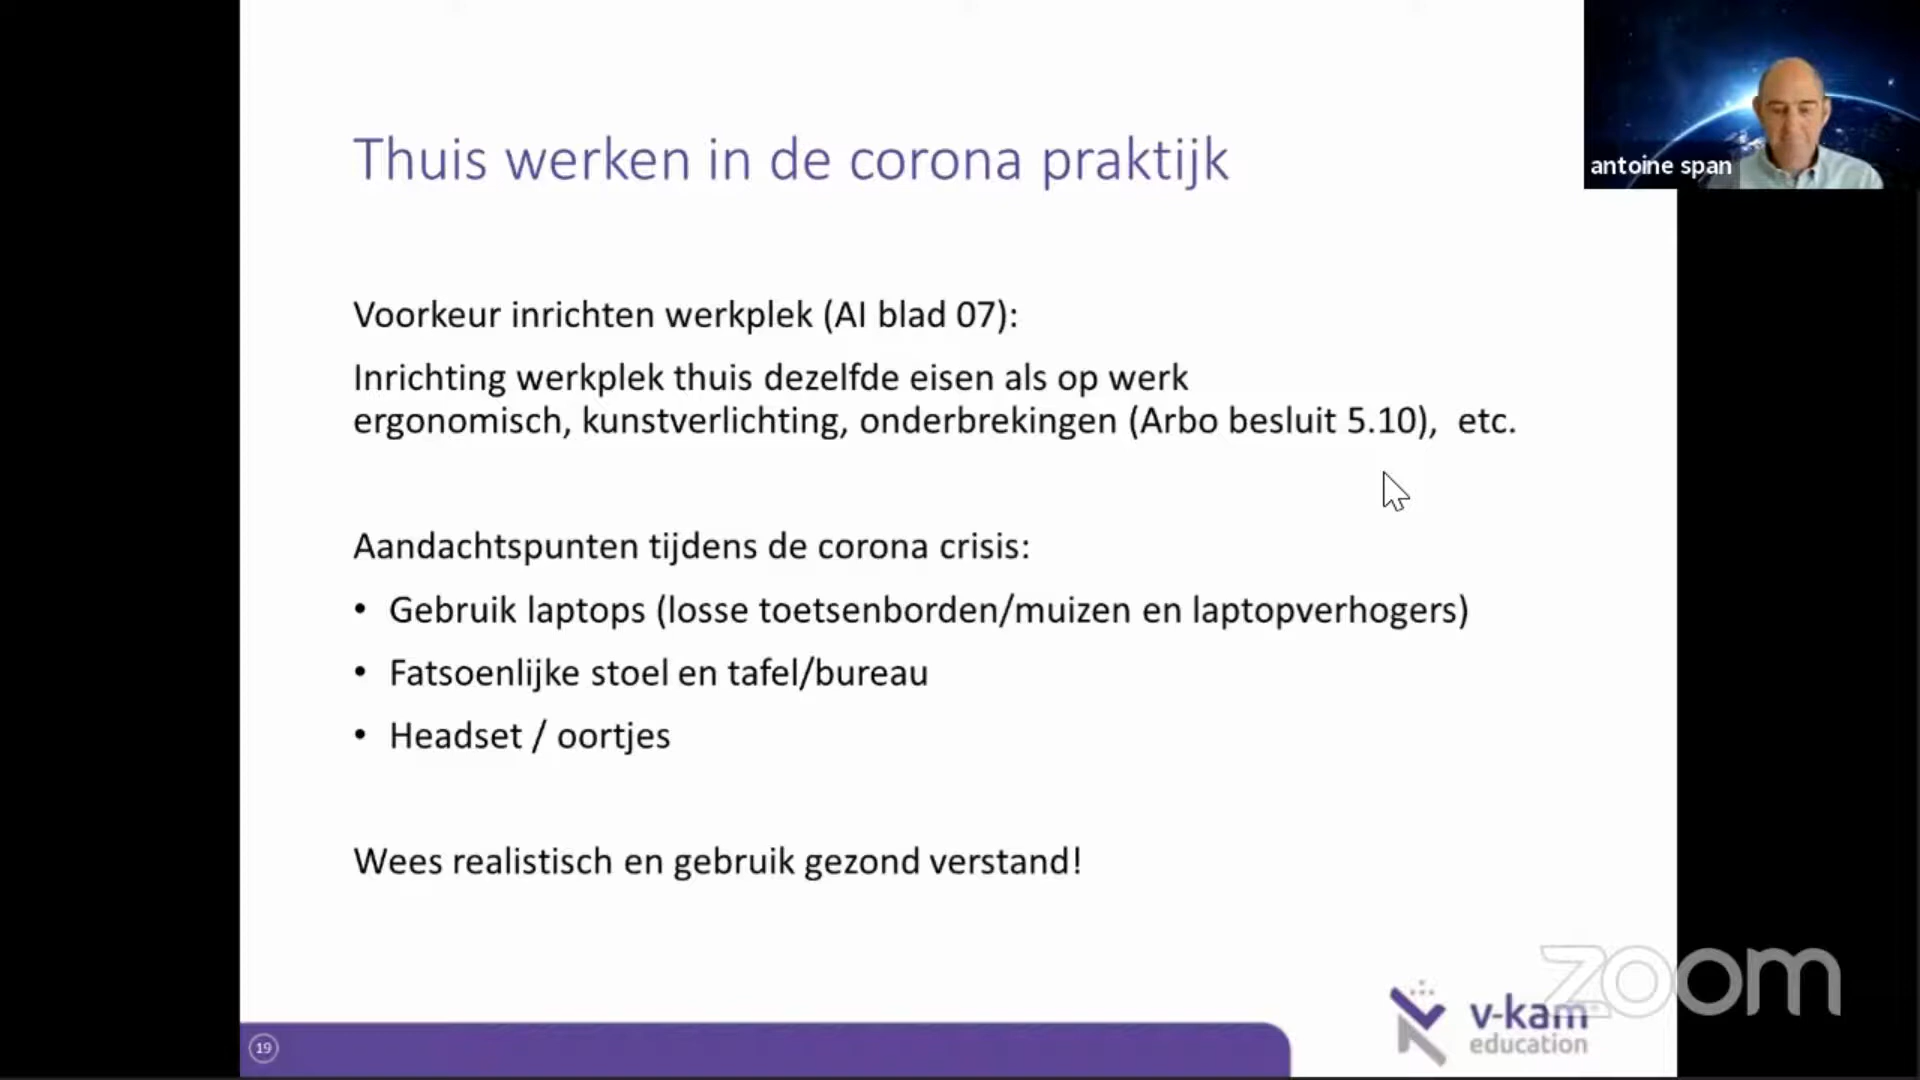 Thuis werken in de corona praktijk
antoine span
Voorkeur inrichten werkplek (AI blad 07):
Inrichting werkplek thuis dezelfde eisen als op werk
ergonomisch, kunstverlichting, onderbrekingen (Arbo besluit 5.10), etc.
Aandachtspunten tijdens de corona crisis:
• Gebruik laptops (losse toetsenborden/muizen en laptopverhogers)
• Fatsoenlijke stoel en tafel/bureau
• Headset / oortjes
Wees realistisch en gebruik gezond verstand!
zoom
v-kam
education
19